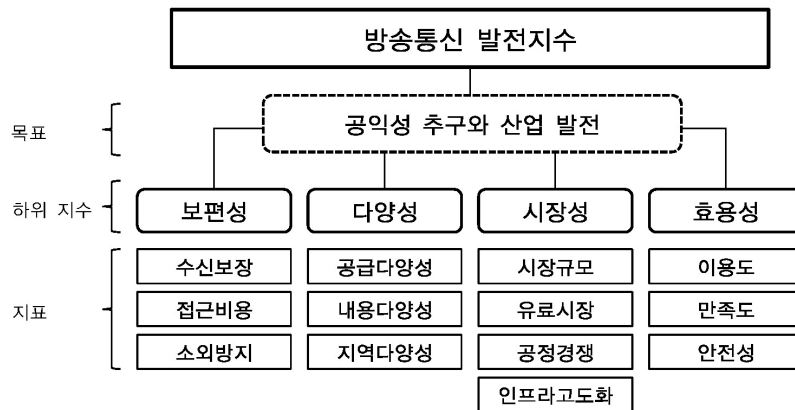 방송통신 발전지수
목표
공익성 추구와 산업 발전
하위 지수
보편성
다양성
시장성
효용성
지표
수신보장
공급다양성
시장규모
이용도
접근비용
내용다양성
유료시장
만족도
소외방지
지역다양성
공정경쟁
안전성
인프라고도화